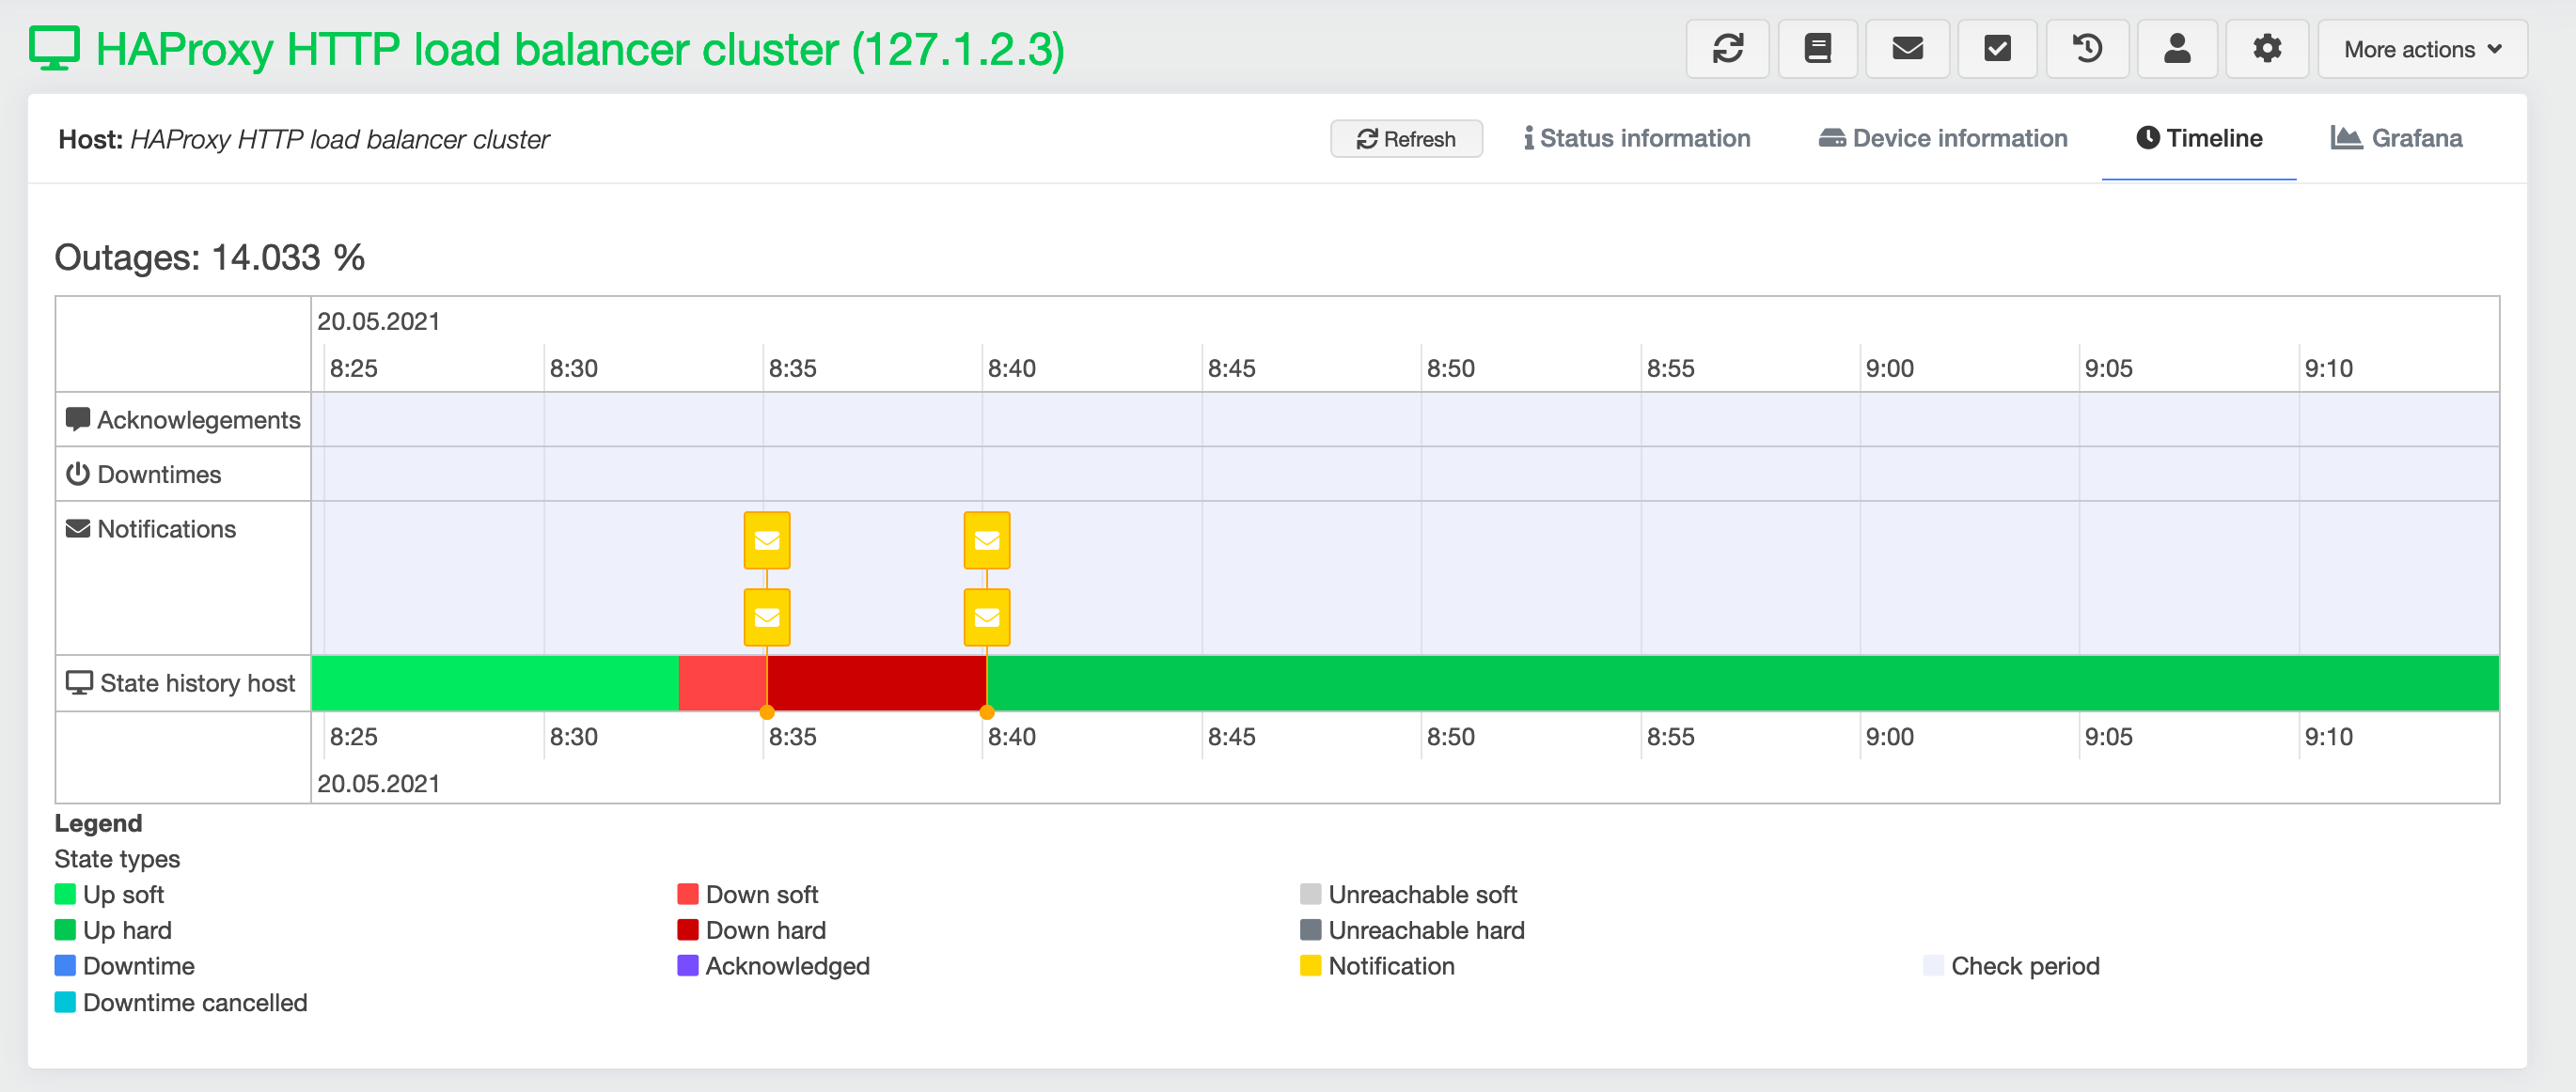 HAProxy HTTP load balancer cluster (127.1.2.3)
More actions
Host: HAProxy HTTP load balancer cluster
Refresh
Status information
Device information
Timeline
Grafana
Outages: 14.033 %
20.05.2021
8:25 8:30 8:35 8:40 8:45 8:50 8:55 9:00 9:05 9:10
Acknowlegements
Downtimes
Notifications
State history host
8:25 8:30 8:35 8:40 8:45 8:50 8:55 9:00 9:05 9:10
20.05.2021
Legend
State types
Up soft Down soft Unreachable soft
Up hard Down hard Unreachable hard
Downtime Acknowledged Notification Check period
Downtime cancelled